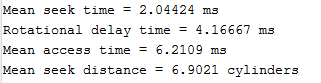 Mean seek time = 2.04424 ms
Rotational delay time = 4.16667 ms
Mean access time = 6.2109 ms
Mean seek distance = 6.9021 cylinders